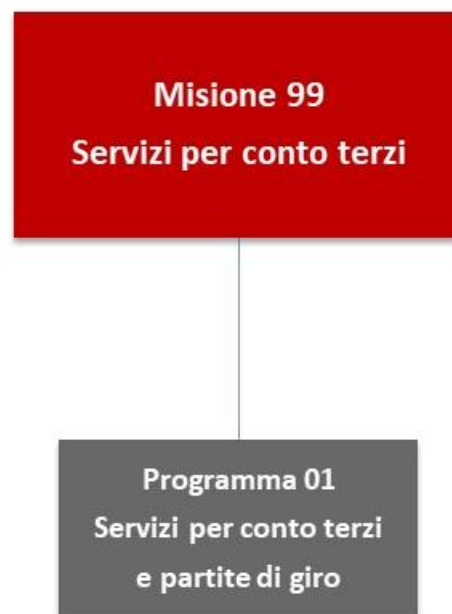 Misione 99
Servizi per conto terzi
Programma 01
Servizi per conto terzi
e partite di giro